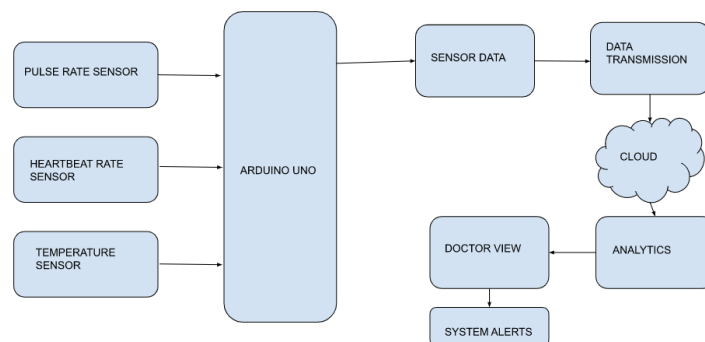 PULSE RATE SENSOR
HEARTBEAT RATE
SENSOR
TEMPERATURE
SENSOR
ARDUINO UNO
SENSOR DATA
DATA
TRANSMISSION
CLOUD
ANALYTICS
DOCTOR VIEW
SYSTEM ALERTS